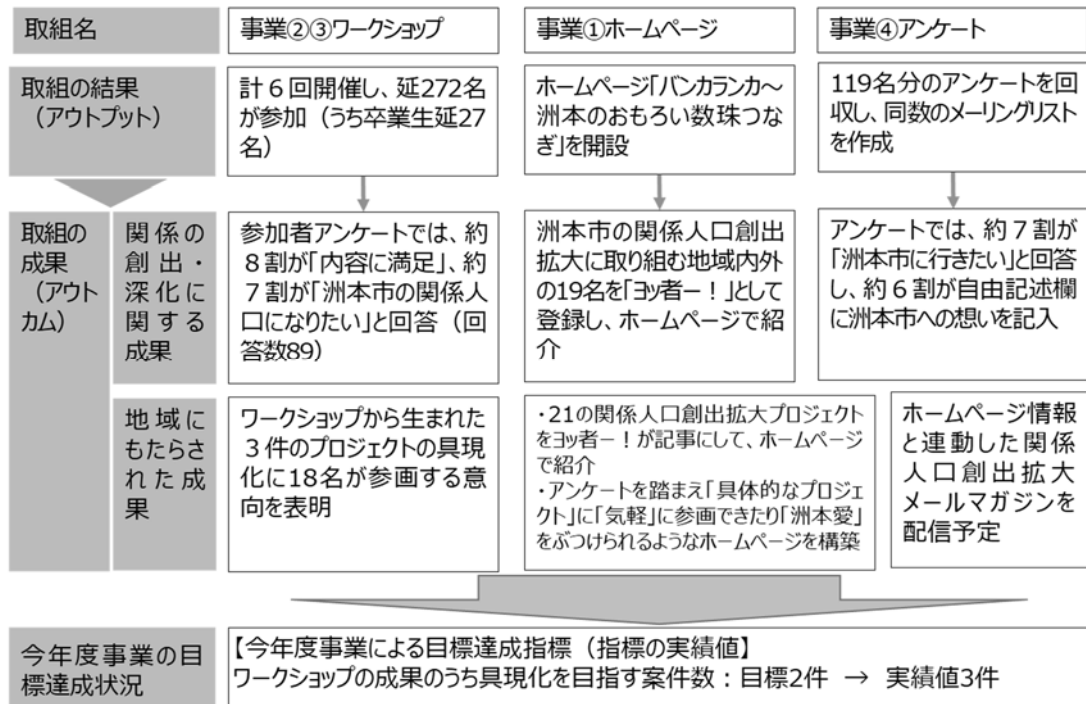 取組名
事業②③ワークショップ
事業①ホームページ
事業④アンケート
取組の結果
（アウトプット）
計６回開催し、延272名
が参加（うち卒業生延27
名）
ホームページ「バンカランカ～
洲本のおもろい数珠つな
ぎ」を開設
119名分のアンケートを回
収し、同数のメーリングリスト
を作成
取組の
成果
（アウト
カム）
関係の
創出・
深化に
関する
成果
参加者アンケートでは、約
８割が「内容に満足」、約
７割が「洲本市の関係人
口になりたい」と回答（回
答数89）
洲本市の関係人口創出
拡大に取り組む地域内外
の19名を「ヨッ者ー！」として
登録し、ホームページで紹
介
アンケートでは、約７割が
「洲本市に行きたい」と回答
し、約６割が自由記述欄
に洲本市への想いを記入
地域に
もたらさ
れた成
果
ワークショップから生まれた
３件のプロジェクトの具現
化に18名が参画する意
向を表明
・21の関係人口創出拡大プロジェクト
をヨッ者ー！が記事にして、ホームページ
で紹介
・アンケートを踏まえ「具体的なプロジェ
クト」に「気軽」に参画できたり「洲本愛」
をぶつけられるようなホームページを構築
ホームページ情報
と連動した関係
人口創出拡大
メールマガジンを
配信予定
今年度事業の目
標達成状況
【今年度事業による目標達成指標（指標の実績値】
ワークショップの成果のうち具現化を目指す案件数：目標2件 → 実績値3件